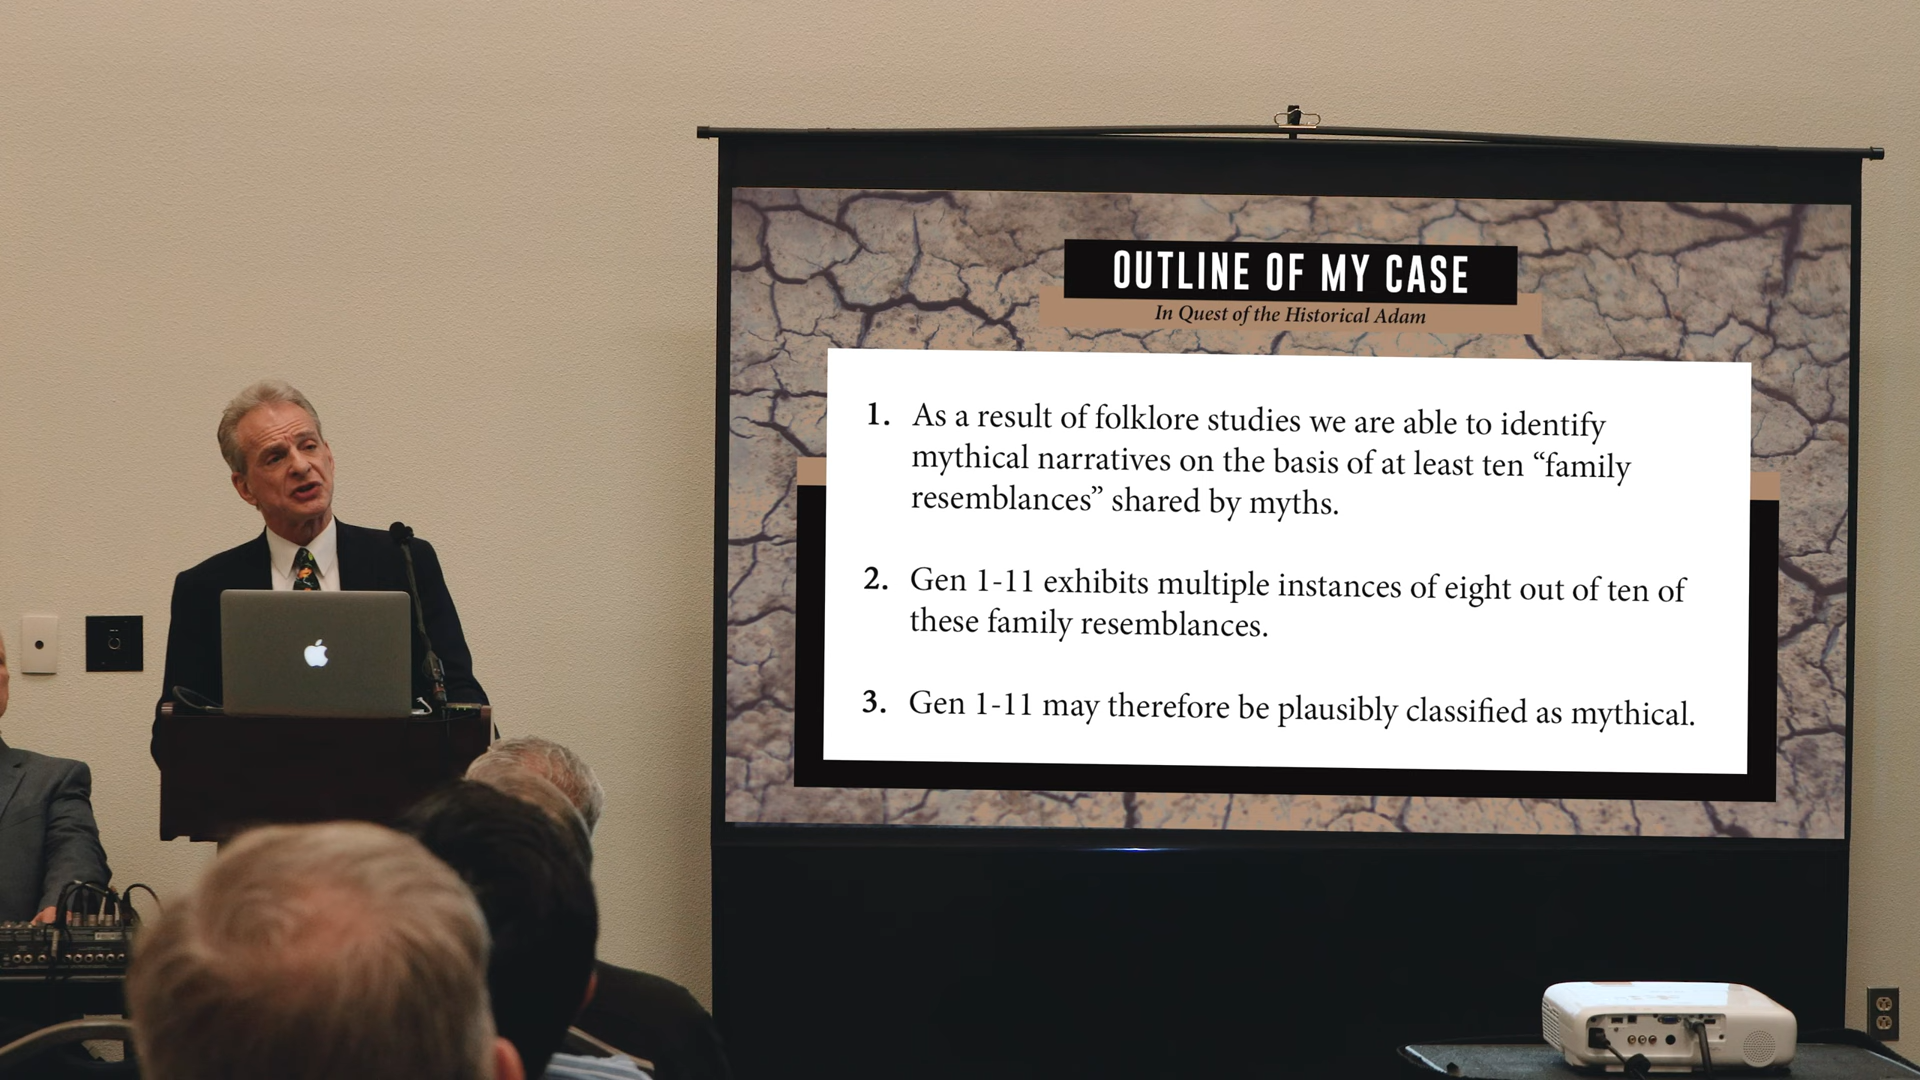 OUTLINE OF MY CASE
In Quest of the Historical Adam
1. As a result of folklore studies we are able to identify
mythical narratives on the basis of at least ten “family
resemblances” shared by myths.
2. Gen 1-11 exhibits multiple instances of eight out of ten of
these family resemblances.
3. Gen 1-11 may therefore be plausibly classified as mythical.